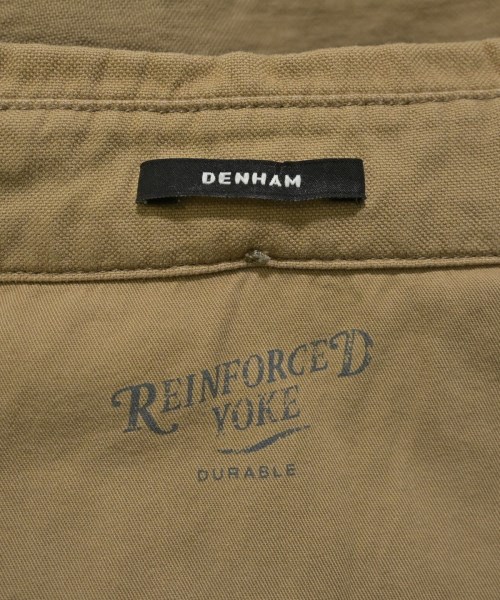 DENHAM
REINFORCED
YOKE
DURABLE